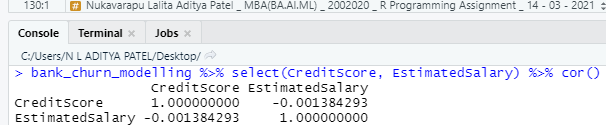 130:1 # Nukavarapu Lalita Aditya Patel _ MBA(BA.AI.ML) _ 2002020 _ R Programming Assignment _ 14 - 03 - 2021
Console Terminal × Jobs ×
C:/Users/N L ADITYA PATEL/Desktop/
> bank_churn_modelling %>% select(CreditScore, EstimatedSalary) %>% cor()
CreditScore EstimatedSalary
CreditScore 1.000000000 -0.001384293
EstimatedSalary -0.001384293 1.000000000